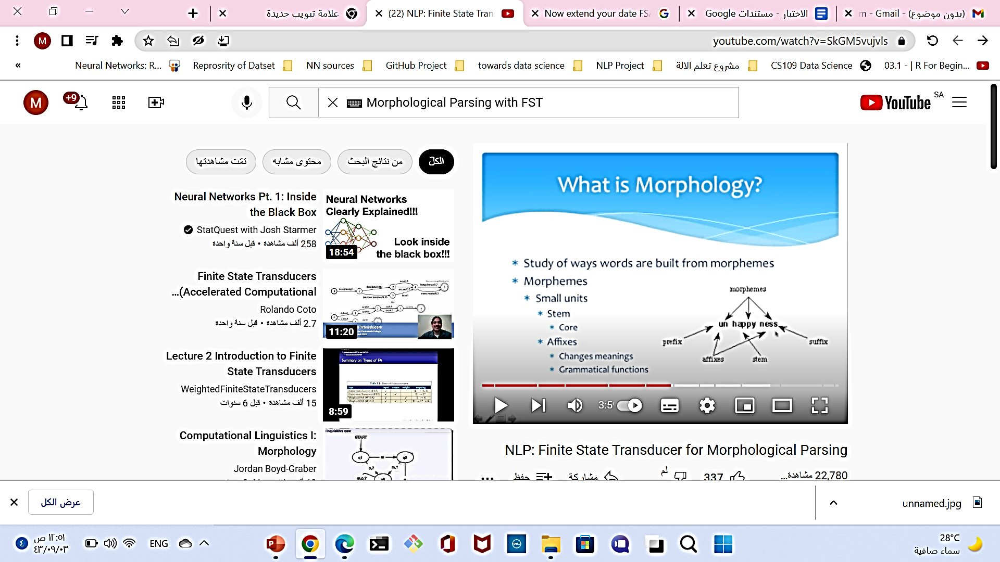 علامة تبويب جديدة
(22) NLP: Finite State Tran
Now extend your date FSA
الاختبار - مستندات Google
(بدون موضوع) - Gmail - m
M
youtube.com/watch?v=SkGM5vujvls
«
Neural Networks: R...
Reprosrity of Datset
NN sources
GitHub Project
towards data science
NLP Project
مشروع تعلم الالة
CS109 Data Science
03.1 - | R For Begin...
M
+9
Morphological Parsing with FST
YouTube SA
الكل
من نتائج البحث
محتوى مشابه
تمّت مشاهدتها
Neural Networks Pt. 1: Inside
the Black Box
StatQuest with Josh Starmer
258 ألف مشاهدة • قبل سنة واحدة
Neural Networks
Clearly Explained!!!
Look inside
the black box!!!
18:54
Finite State Transducers
(Accelerated Computational...
Rolando Coto
2.7 ألف مشاهدة • قبل سنة واحدة
11:20
Lecture 2 Introduction to Finite
State Transducers
WeightedFiniteStateTransducers
15 ألف مشاهدة • قبل 6 سنوات
Summary on Types of FA
8:59
Computational Linguistics I:
Morphology
Jordan Boyd-Graber
Inquisitive cow
START
q1
m
q2
What is Morphology?
Study of ways words are built from morphemes
Morphemes
Small units
Stem
Core
Affixes
Changes meanings
Grammatical functions
morphemes
un happy ness
prefix
suffix
affixes
stem
3:5
NLP: Finite State Transducer for Morphological Parsing
22,780 مشاهدة...
337
لم
مشاركة
حفظ
...
عرض الكل
unnamed.jpg
١٢:٥١ ص
٤٣/٠٩/٠٣
٤
ENG
DELL
28°C
سماء صافية